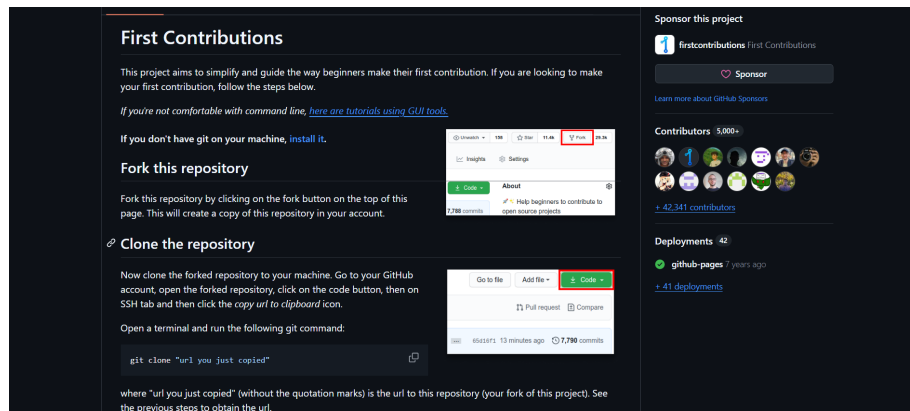 First Contributions
This project aims to simplify and guide the way beginners make their first contribution. If you are looking to make
your first contribution, follow the steps below.
If you're not comfortable with command line, here are tutorials using GUI tools.
If you don't have git on your machine, install it.
Unwatch 198 Star 11.4k Fork 29.3k
Insights Settings
Code About
Help beginners to contribute to
7,788 commits open source projects
Fork this repository
Fork this repository by clicking on the fork button on the top of this
page. This will create a copy of this repository in your account.
Clone the repository
Now clone the forked repository to your machine. Go to your GitHub
account, open the forked repository, click on the code button, then on
SSH tab and then click the copy url to clipboard icon.
Go to file Add file Code
Pull request Compare
65d16f1 13 minutes ago 7,790 commits
Open a terminal and run the following git command:
git clone "url you just copied"
where "url you just copied" (without the quotation marks) is the url to this repository (your fork of this project). See
the previous steps to obtain the url.
Sponsor this project
firstcontributions First Contributions
Sponsor
Learn more about GitHub Sponsors
Contributors 5,000+
+ 42,341 contributors
Deployments 42
github-pages 7 years ago
+ 41 deployments